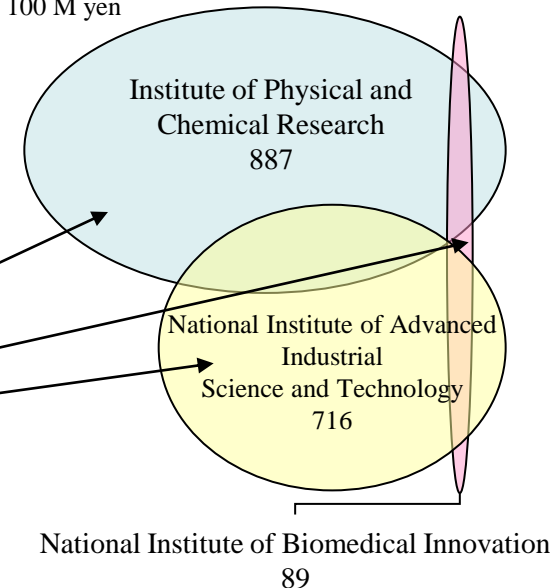 100 M yen
Institute of Physical and
Chemical Research
887
National Institute of Advanced
Industrial
Science and Technology
716
National Institute of Biomedical Innovation
89